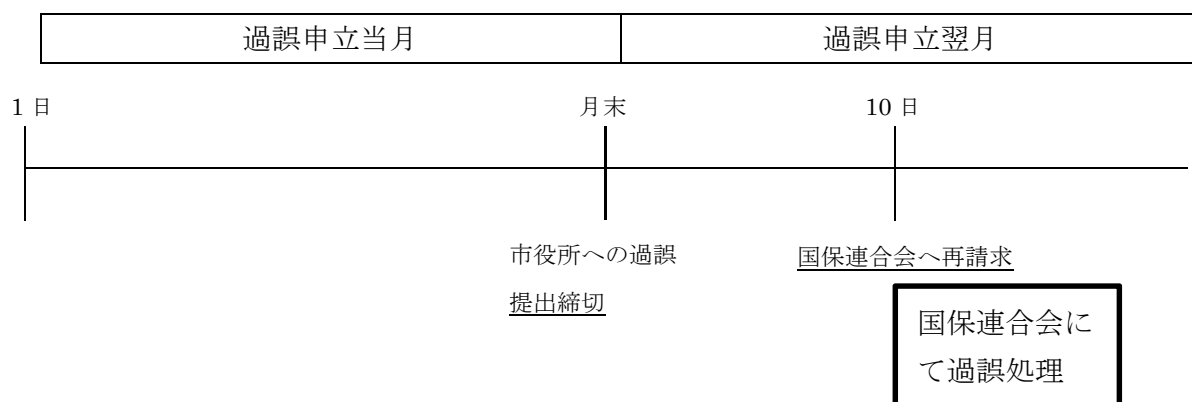 過誤申立当月
過誤申立翌月
1 日
月末
10 日
市役所への過誤
提出締切
国保連合会へ再請求
国保連合会に
て過誤処理